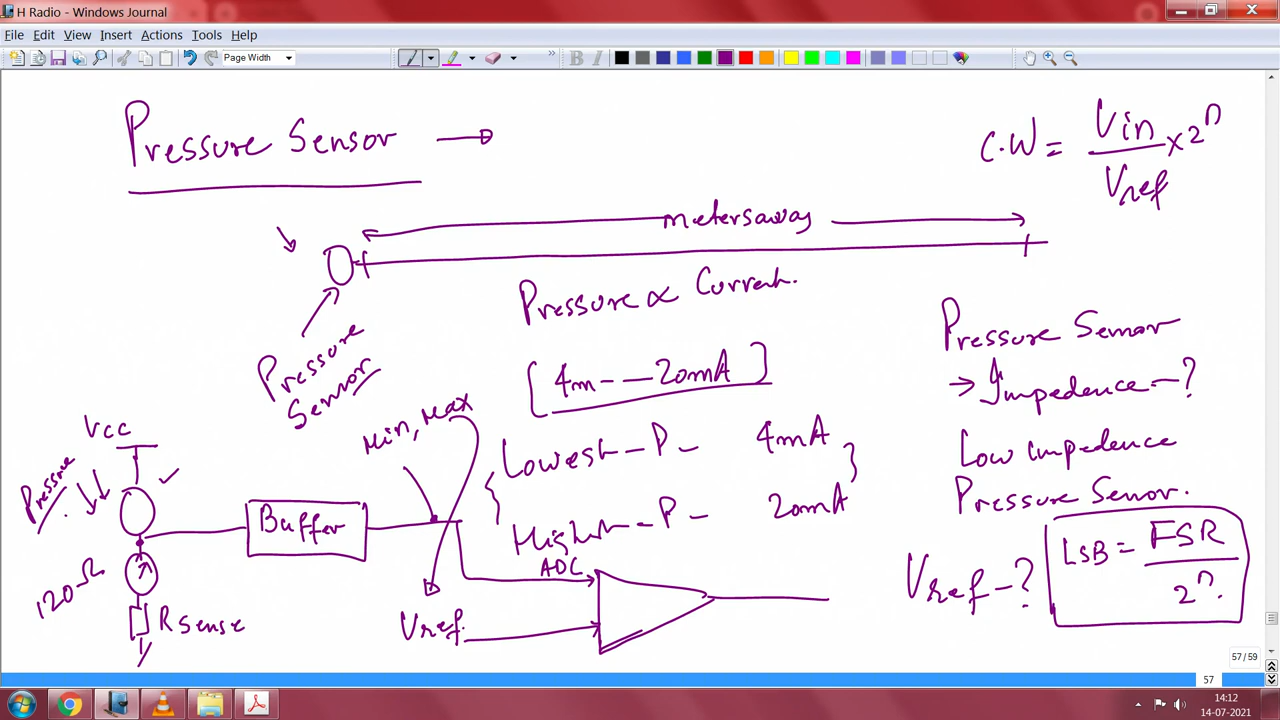 H Radio - Windows Journal
File Edit View Insert Actions Tools Help
Page Width
B I
Pressure Sensor
C.W = Vin/Vref x 2^n
metersaway
Pressure ∝ Current.
Pressure Sensor
[4m - — 20mA]
Lowest - P - 4mA
Highest - P - 20mA
Pressure Sensor
→ Impedence - ?
Low impedence
Pressure Sensor.
Vref - ?
LSB = FSR/2^n.
Vcc
Pressure
120Ω
R sense
Buffer
Min, Max
ADC
Vref.
57 / 59
57
14:12
14-07-2021